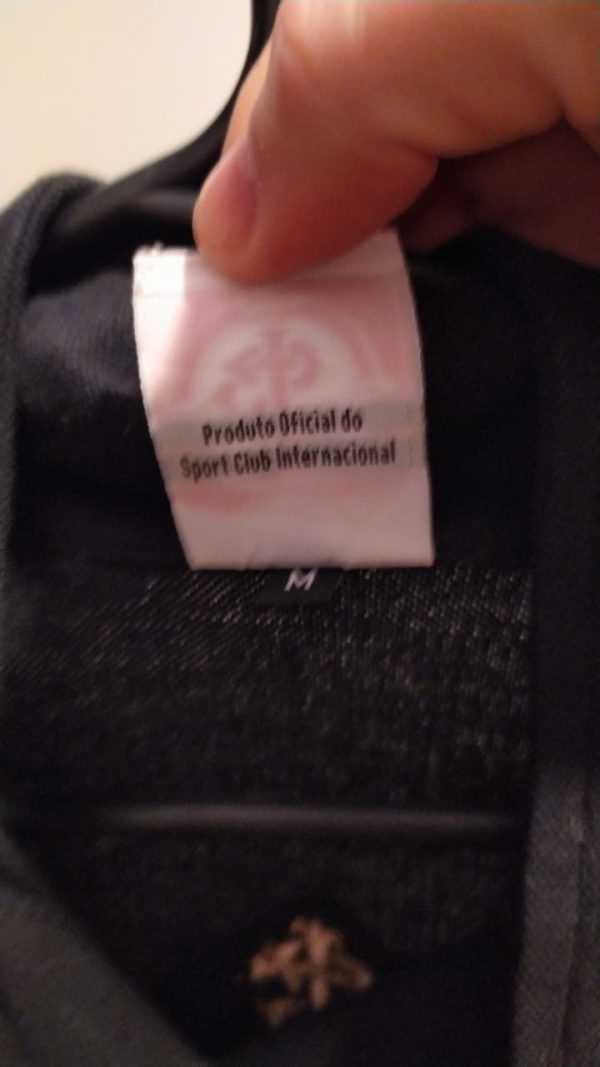 Produto Oficial do
Sport Club Internacional
M